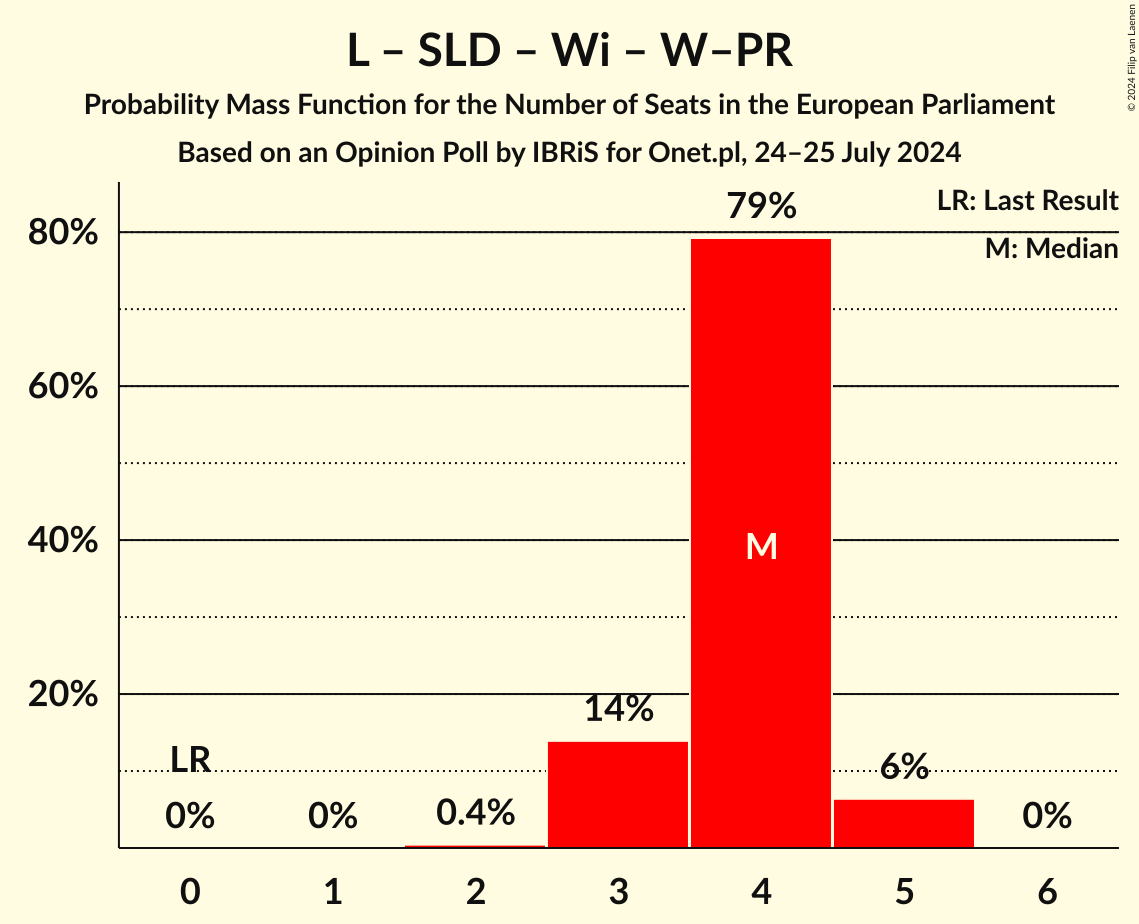 L – SLD – Wi – W–PR
Probability Mass Function for the Number of Seats in the European Parliament
Based on an Opinion Poll by IBRiS for Onet.pl, 24–25 July 2024
© 2024 Filip van Laenen
LR: Last Result
M: Median
80%
60%
40%
20%
79%
M
14%
LR
6%
0% 0% 0.4% 0%
0 1 2 3 4 5 6